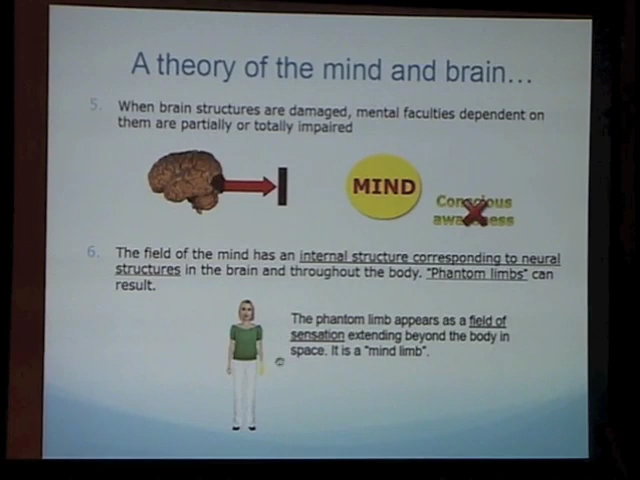 A theory of the mind and brain...
5. When brain structures are damaged, mental faculties dependent on
them are partially or totally impaired
MIND
Conscious
awareness
6. The field of the mind has an internal structure corresponding to neural
structures in the brain and throughout the body. "Phantom limbs" can
result.
The phantom limb appears as a field of
sensation extending beyond the body in
space. It is a "mind limb".